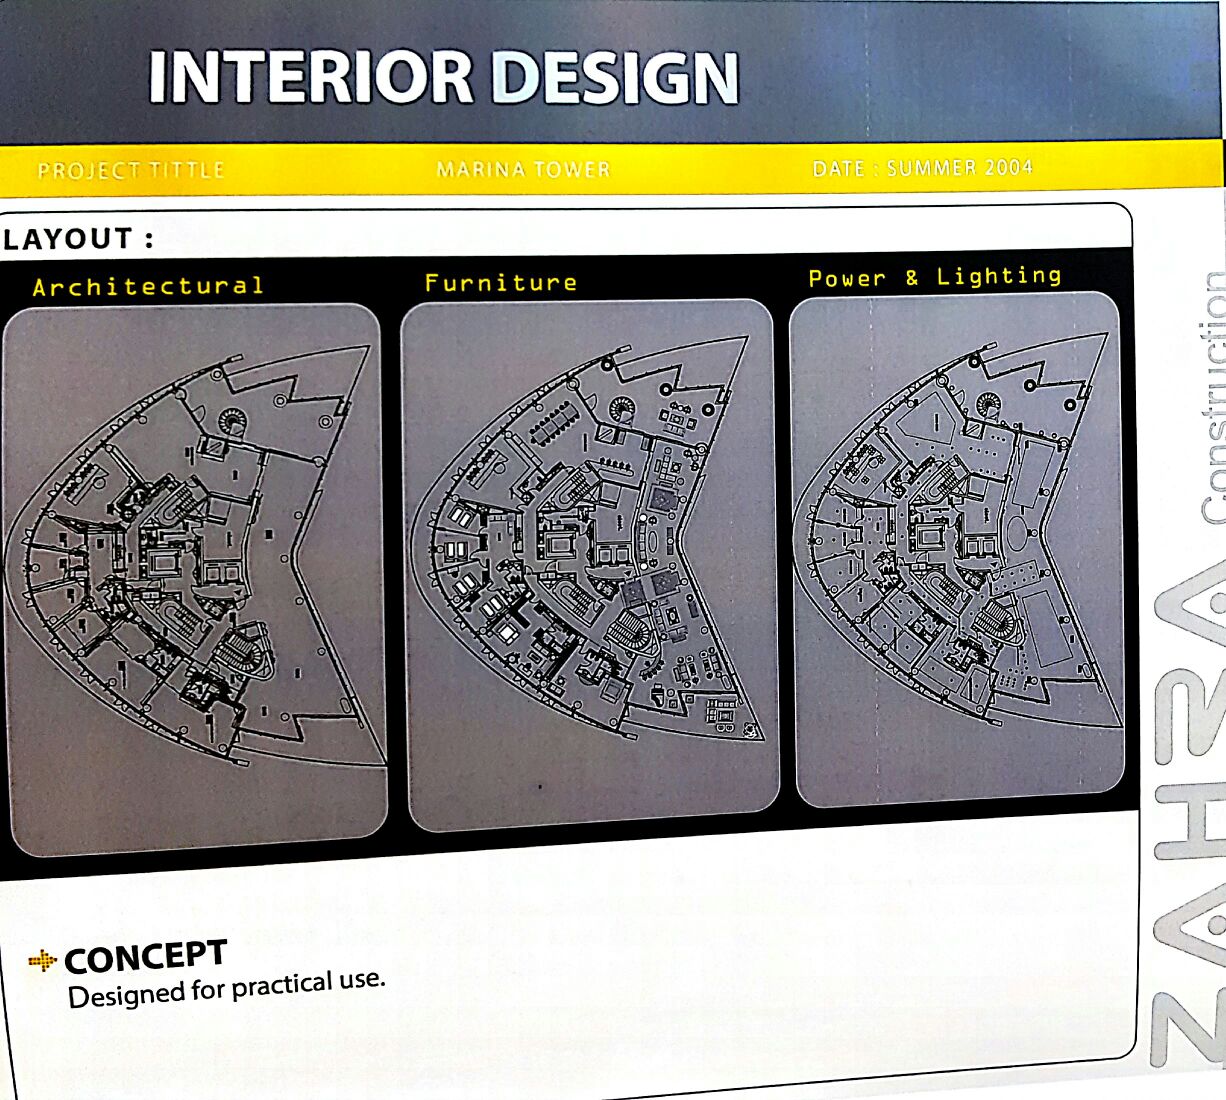 INTERIOR DESIGN
PROJECT TITTLE MARINA TOWER DATE : SUMMER 2004
LAYOUT :
Architectural Furniture Power & Lighting
CONCEPT
Designed for practical use.
ZAHRA Construction